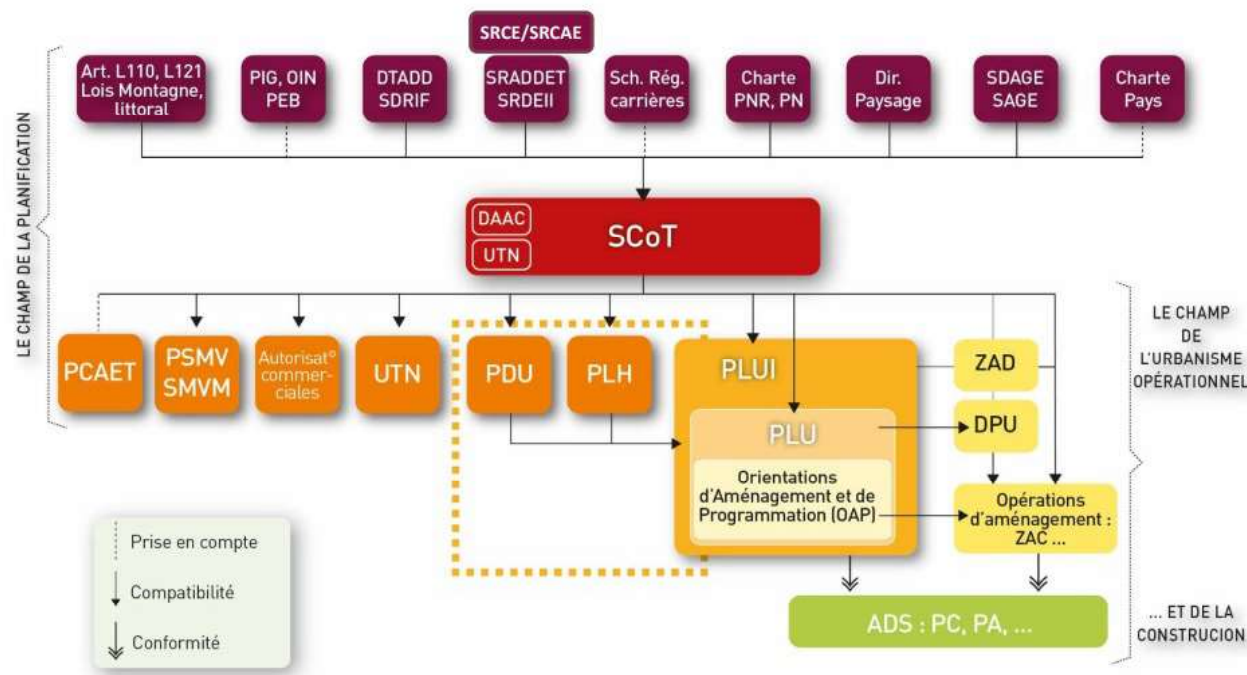 SRCE/SRCAE
Art. L110, L121
Lois Montagne,
littoral
PIG, OIN
PEB
DTADD
SDRIF
SRADDET
SRDEII
Sch. Rég.
carrières
Charte
PNR, PN
Dir.
Paysage
SDAGE
SAGE
Charte
Pays
LE CHAMP DE LA PLANIFICATION
DAAC
UTN
SCoT
PCAET
PSMV
SMVM
Autorisat°
commer-
ciales
UTN
PDU
PLH
PLUI
PLU
Orientations
d'Aménagement et de
Programmation (OAP)
ZAD
DPU
Opérations
d'aménagement :
ZAC ...
LE CHAMP
DE
L'URBANISME
OPÉRATIONNEL
Prise en compte
Compatibilité
Conformité
ADS : PC, PA, ...
... ET DE LA
CONSTRUCION